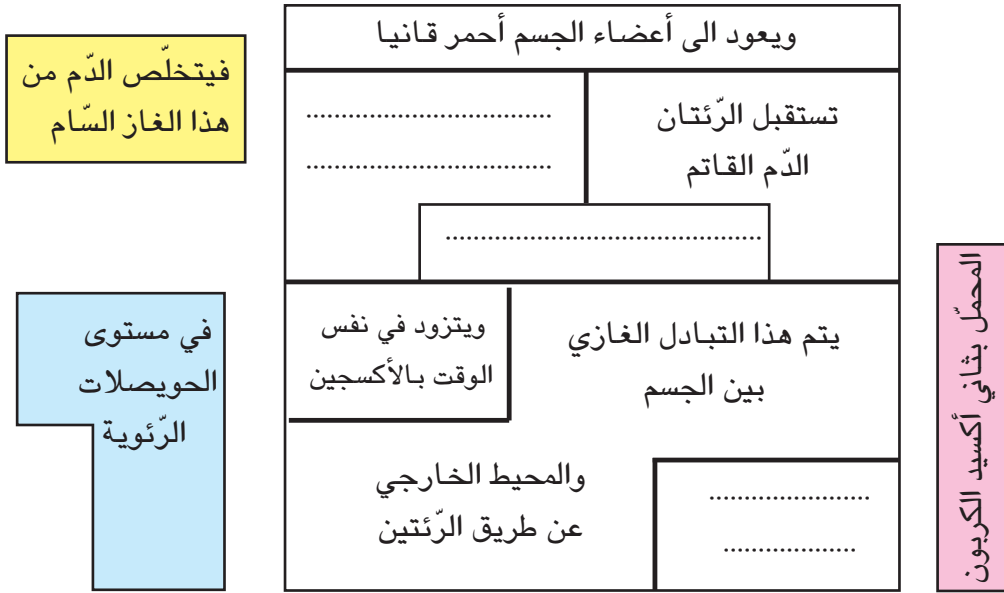 ويعود الى أعضاء الجسم أحمر قانيا
تستقبل الرّئتان
الدّم القاتم
.................................
.................................
..........................................
يتم هذا التبادل الغازي
بين الجسم
ويتزود في نفس
الوقت بالأكسجين
والمحيط الخارجي
عن طريق الرّئتين
......................
..................
المحمّل بثاني أكسيد الكربون
فيتخلّص الدّم من
هذا الغاز السّام
في مستوى
الحويصلات
الرّئوية